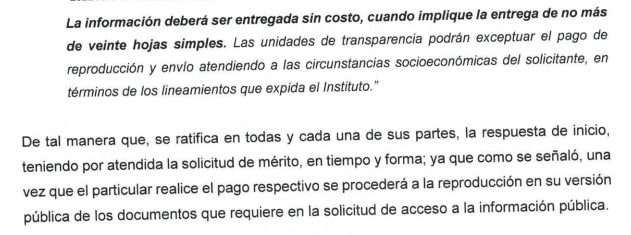 La información deberá ser entregada sin costo, cuando implique la entrega de no más
de veinte hojas simples. Las unidades de transparencia podrán exceptuar el pago de
reproducción y envío atendiendo a las circunstancias socioeconómicas del solicitante, en
términos de los lineamientos que expida el Instituto.”
De tal manera que, se ratifica en todas y cada una de sus partes, la respuesta de inicio,
teniendo por atendida la solicitud de mérito, en tiempo y forma; ya que como se señaló, una
vez que el particular realice el pago respectivo se procederá a la reproducción en su versión
pública de los documentos que requiere en la solicitud de acceso a la información pública.